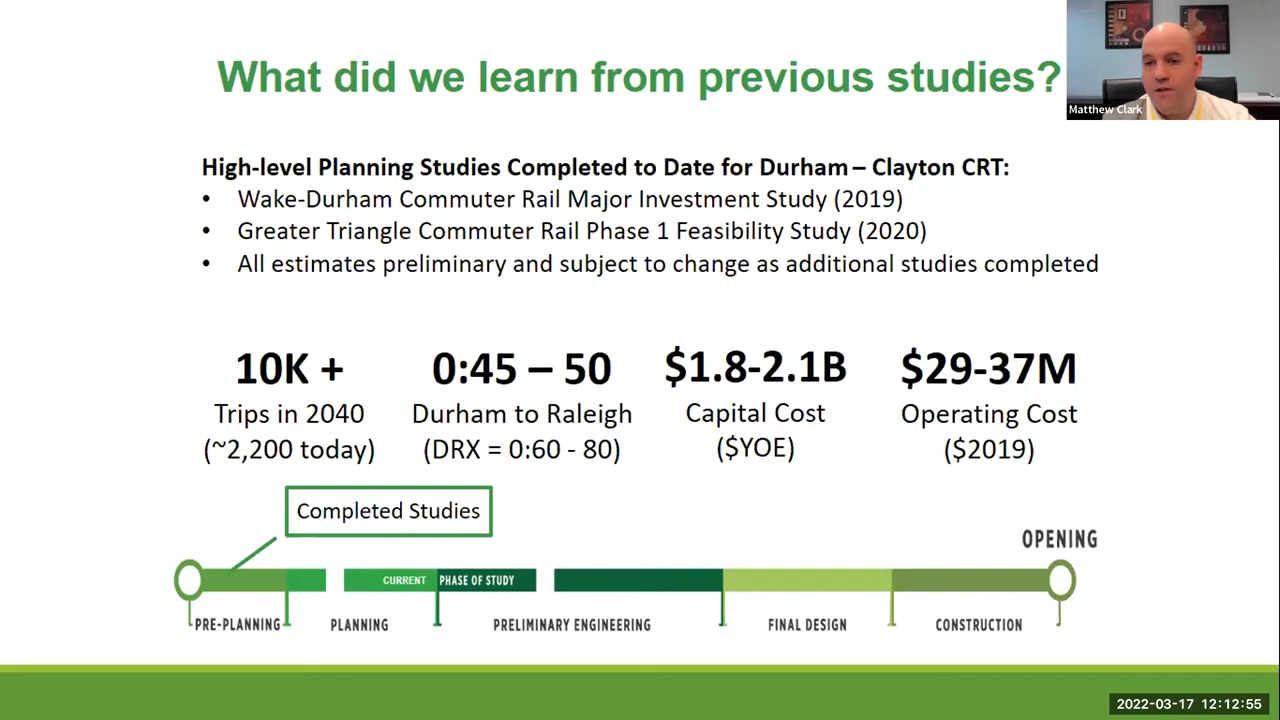 What did we learn from previous studies?
Matthew Clark
High-level Planning Studies Completed to Date for Durham – Clayton CRT:
• Wake-Durham Commuter Rail Major Investment Study (2019)
• Greater Triangle Commuter Rail Phase 1 Feasibility Study (2020)
• All estimates preliminary and subject to change as additional studies completed
10K +
Trips in 2040
(~2,200 today)
0:45 – 50
Durham to Raleigh
(DRX = 0:60 - 80)
$1.8-2.1B
Capital Cost
($YOE)
$29-37M
Operating Cost
($2019)
Completed Studies
OPENING
CURRENT PHASE OF STUDY
PRE-PLANNING
PLANNING
PRELIMINARY ENGINEERING
FINAL DESIGN
CONSTRUCTION
2022-03-17 12:12:55